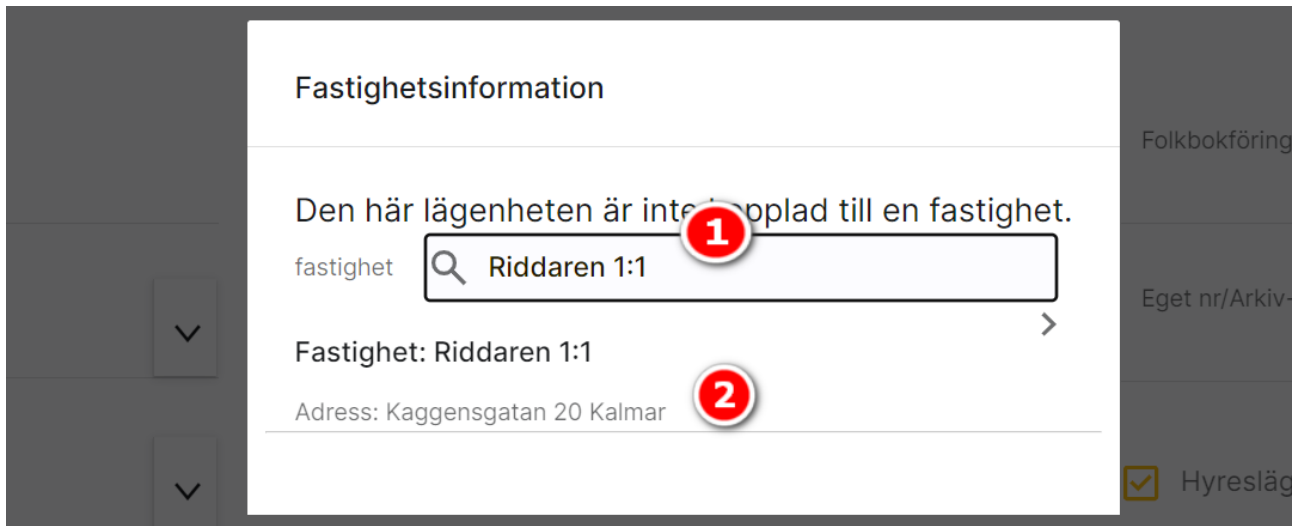 Fastighetsinformation
Folkbokföring
Den här lägenheten är inte kopplad till en fastighet.
1
fastighet
Riddaren 1:1
Eget nr/Arkiv-
Fastighet: Riddaren 1:1
2
Adress: Kaggensgatan 20 Kalmar
Hyresläg